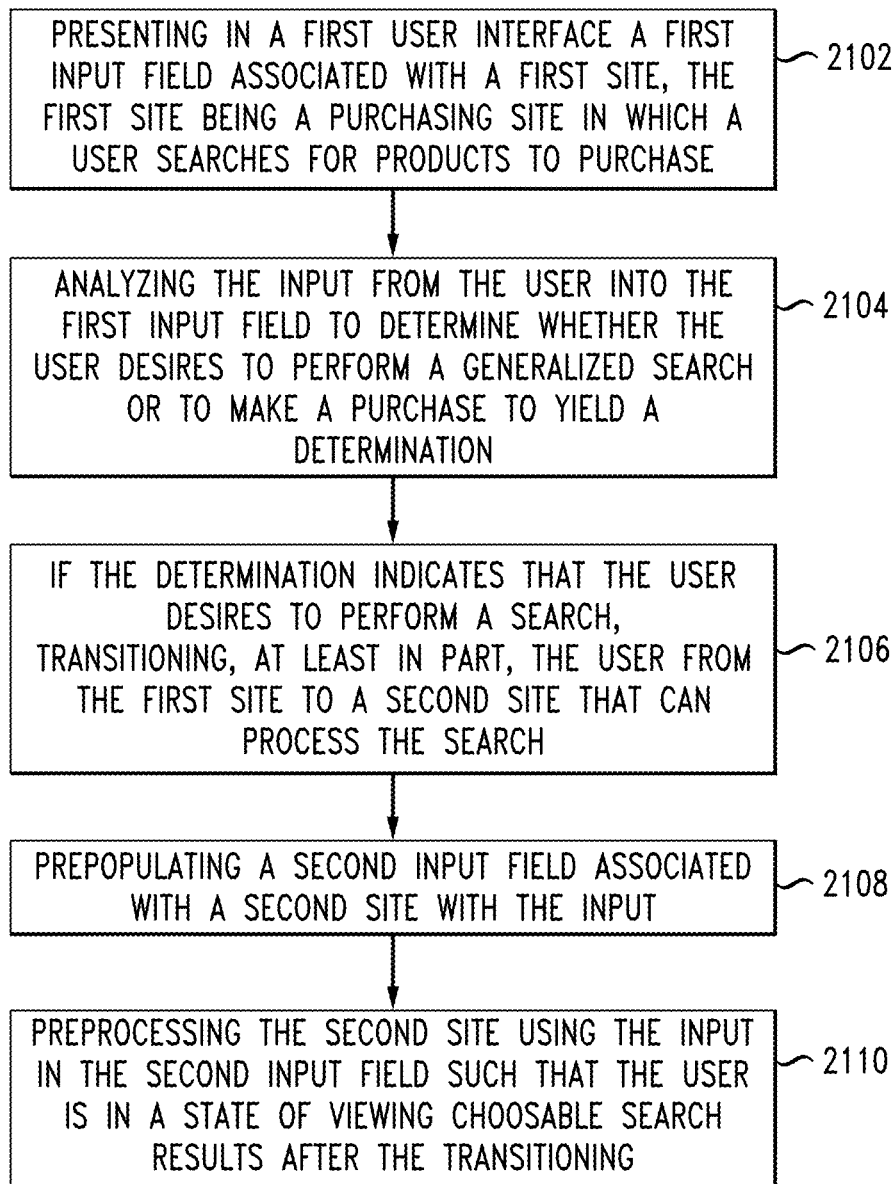 PRESENTING IN A FIRST USER INTERFACE A FIRST
INPUT FIELD ASSOCIATED WITH A FIRST SITE, THE
FIRST SITE BEING A PURCHASING SITE IN WHICH A
USER SEARCHES FOR PRODUCTS TO PURCHASE
2102
ANALYZING THE INPUT FROM THE USER INTO THE
FIRST INPUT FIELD TO DETERMINE WHETHER THE
USER DESIRES TO PERFORM A GENERALIZED SEARCH
OR TO MAKE A PURCHASE TO YIELD A
DETERMINATION
2104
IF THE DETERMINATION INDICATES THAT THE USER
DESIRES TO PERFORM A SEARCH,
TRANSITIONING, AT LEAST IN PART, THE USER FROM
THE FIRST SITE TO A SECOND SITE THAT CAN
PROCESS THE SEARCH
2106
PREPOPULATING A SECOND INPUT FIELD ASSOCIATED
WITH A SECOND SITE WITH THE INPUT
2108
PREPROCESSING THE SECOND SITE USING THE INPUT
IN THE SECOND INPUT FIELD SUCH THAT THE USER
IS IN A STATE OF VIEWING CHOOSABLE SEARCH
RESULTS AFTER THE TRANSITIONING
2110